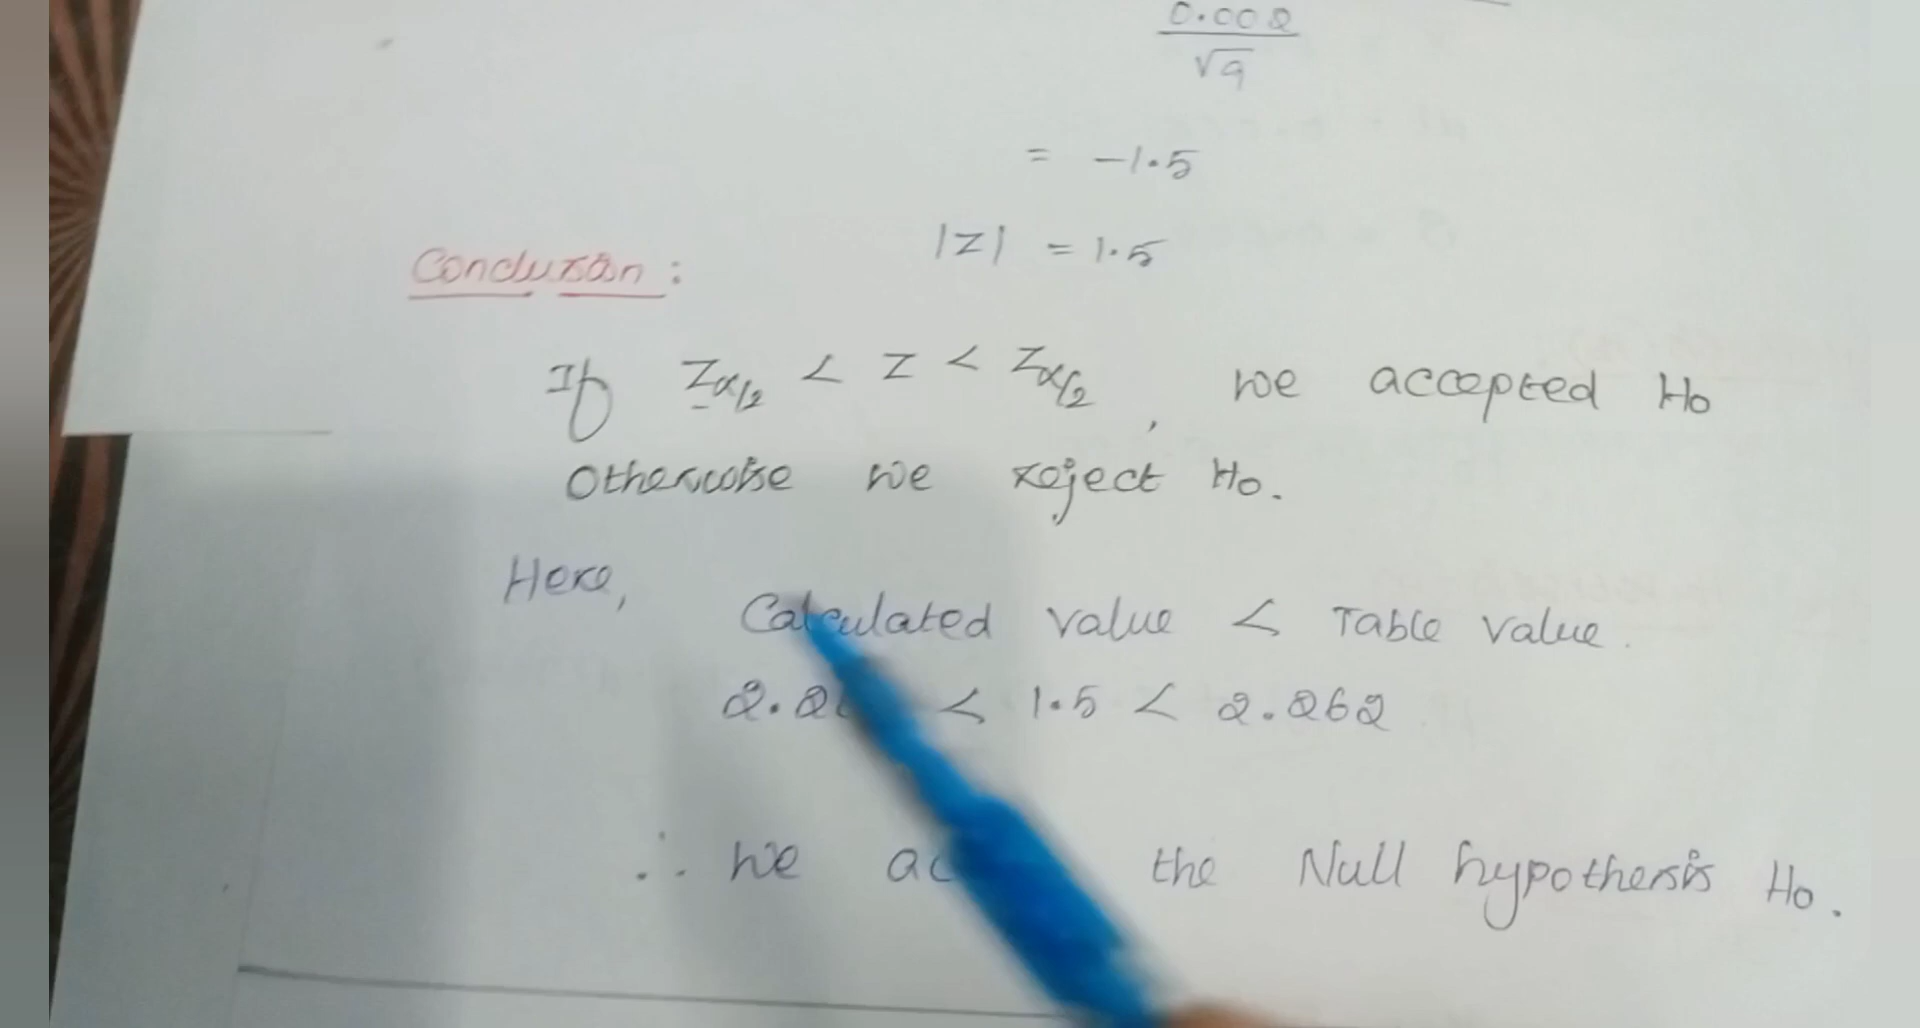 0.002
√9
= -1.5
|Z| = 1.5
Conclusion:
If Zα/2 < Z < Zα/2, we accepted Ho
Otherwise we reject Ho.
Here,
Calculated value < Table value.
< 1.5 < 2.262
∴ we the Null hypothesis Ho.